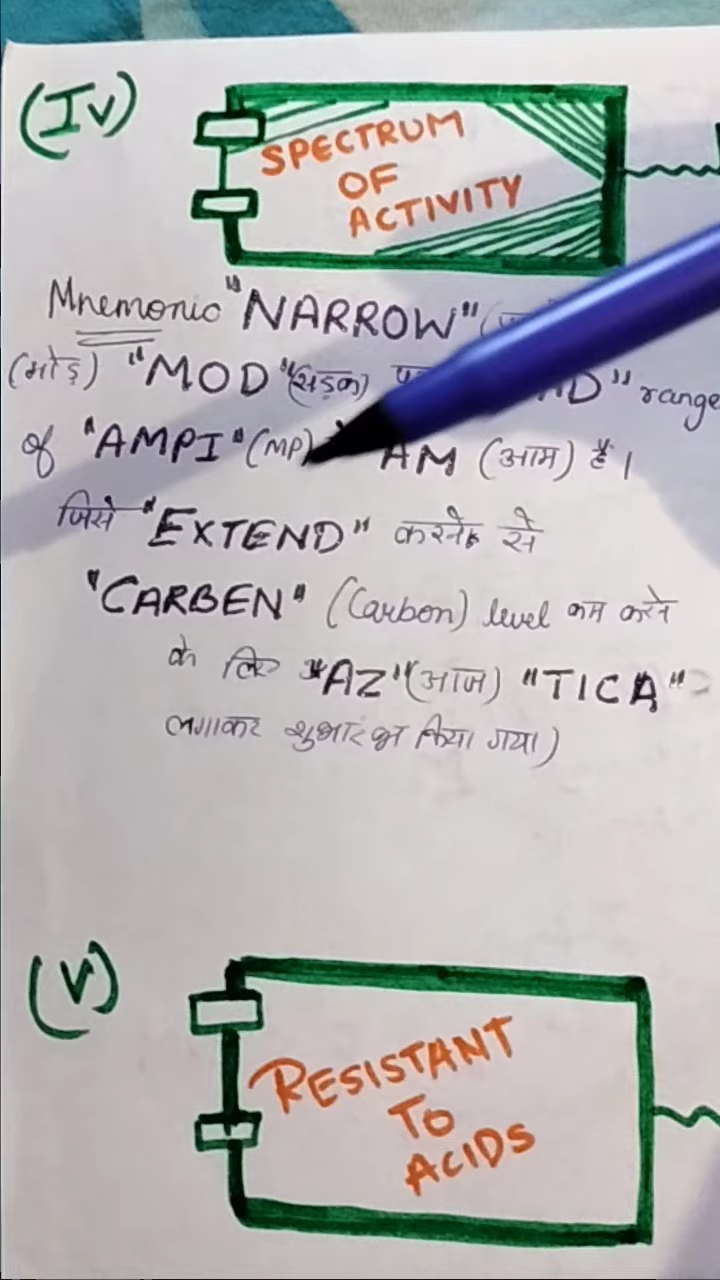 (Iv)
SPECTRUM
OF
ACTIVITY
Mnemonic "NARROW"
(मोड़) "MOD" (सड़क) range
of "AMPI" (MP) AM (आम) है।
जिसे "EXTEND" करने से
"CARBEN" (Carbon) level कम करने
के लिए "AZ" (आज) "TICA"
लगाकर शुभारंभ किया गया)
(V)
RESISTANT
TO
ACIDS